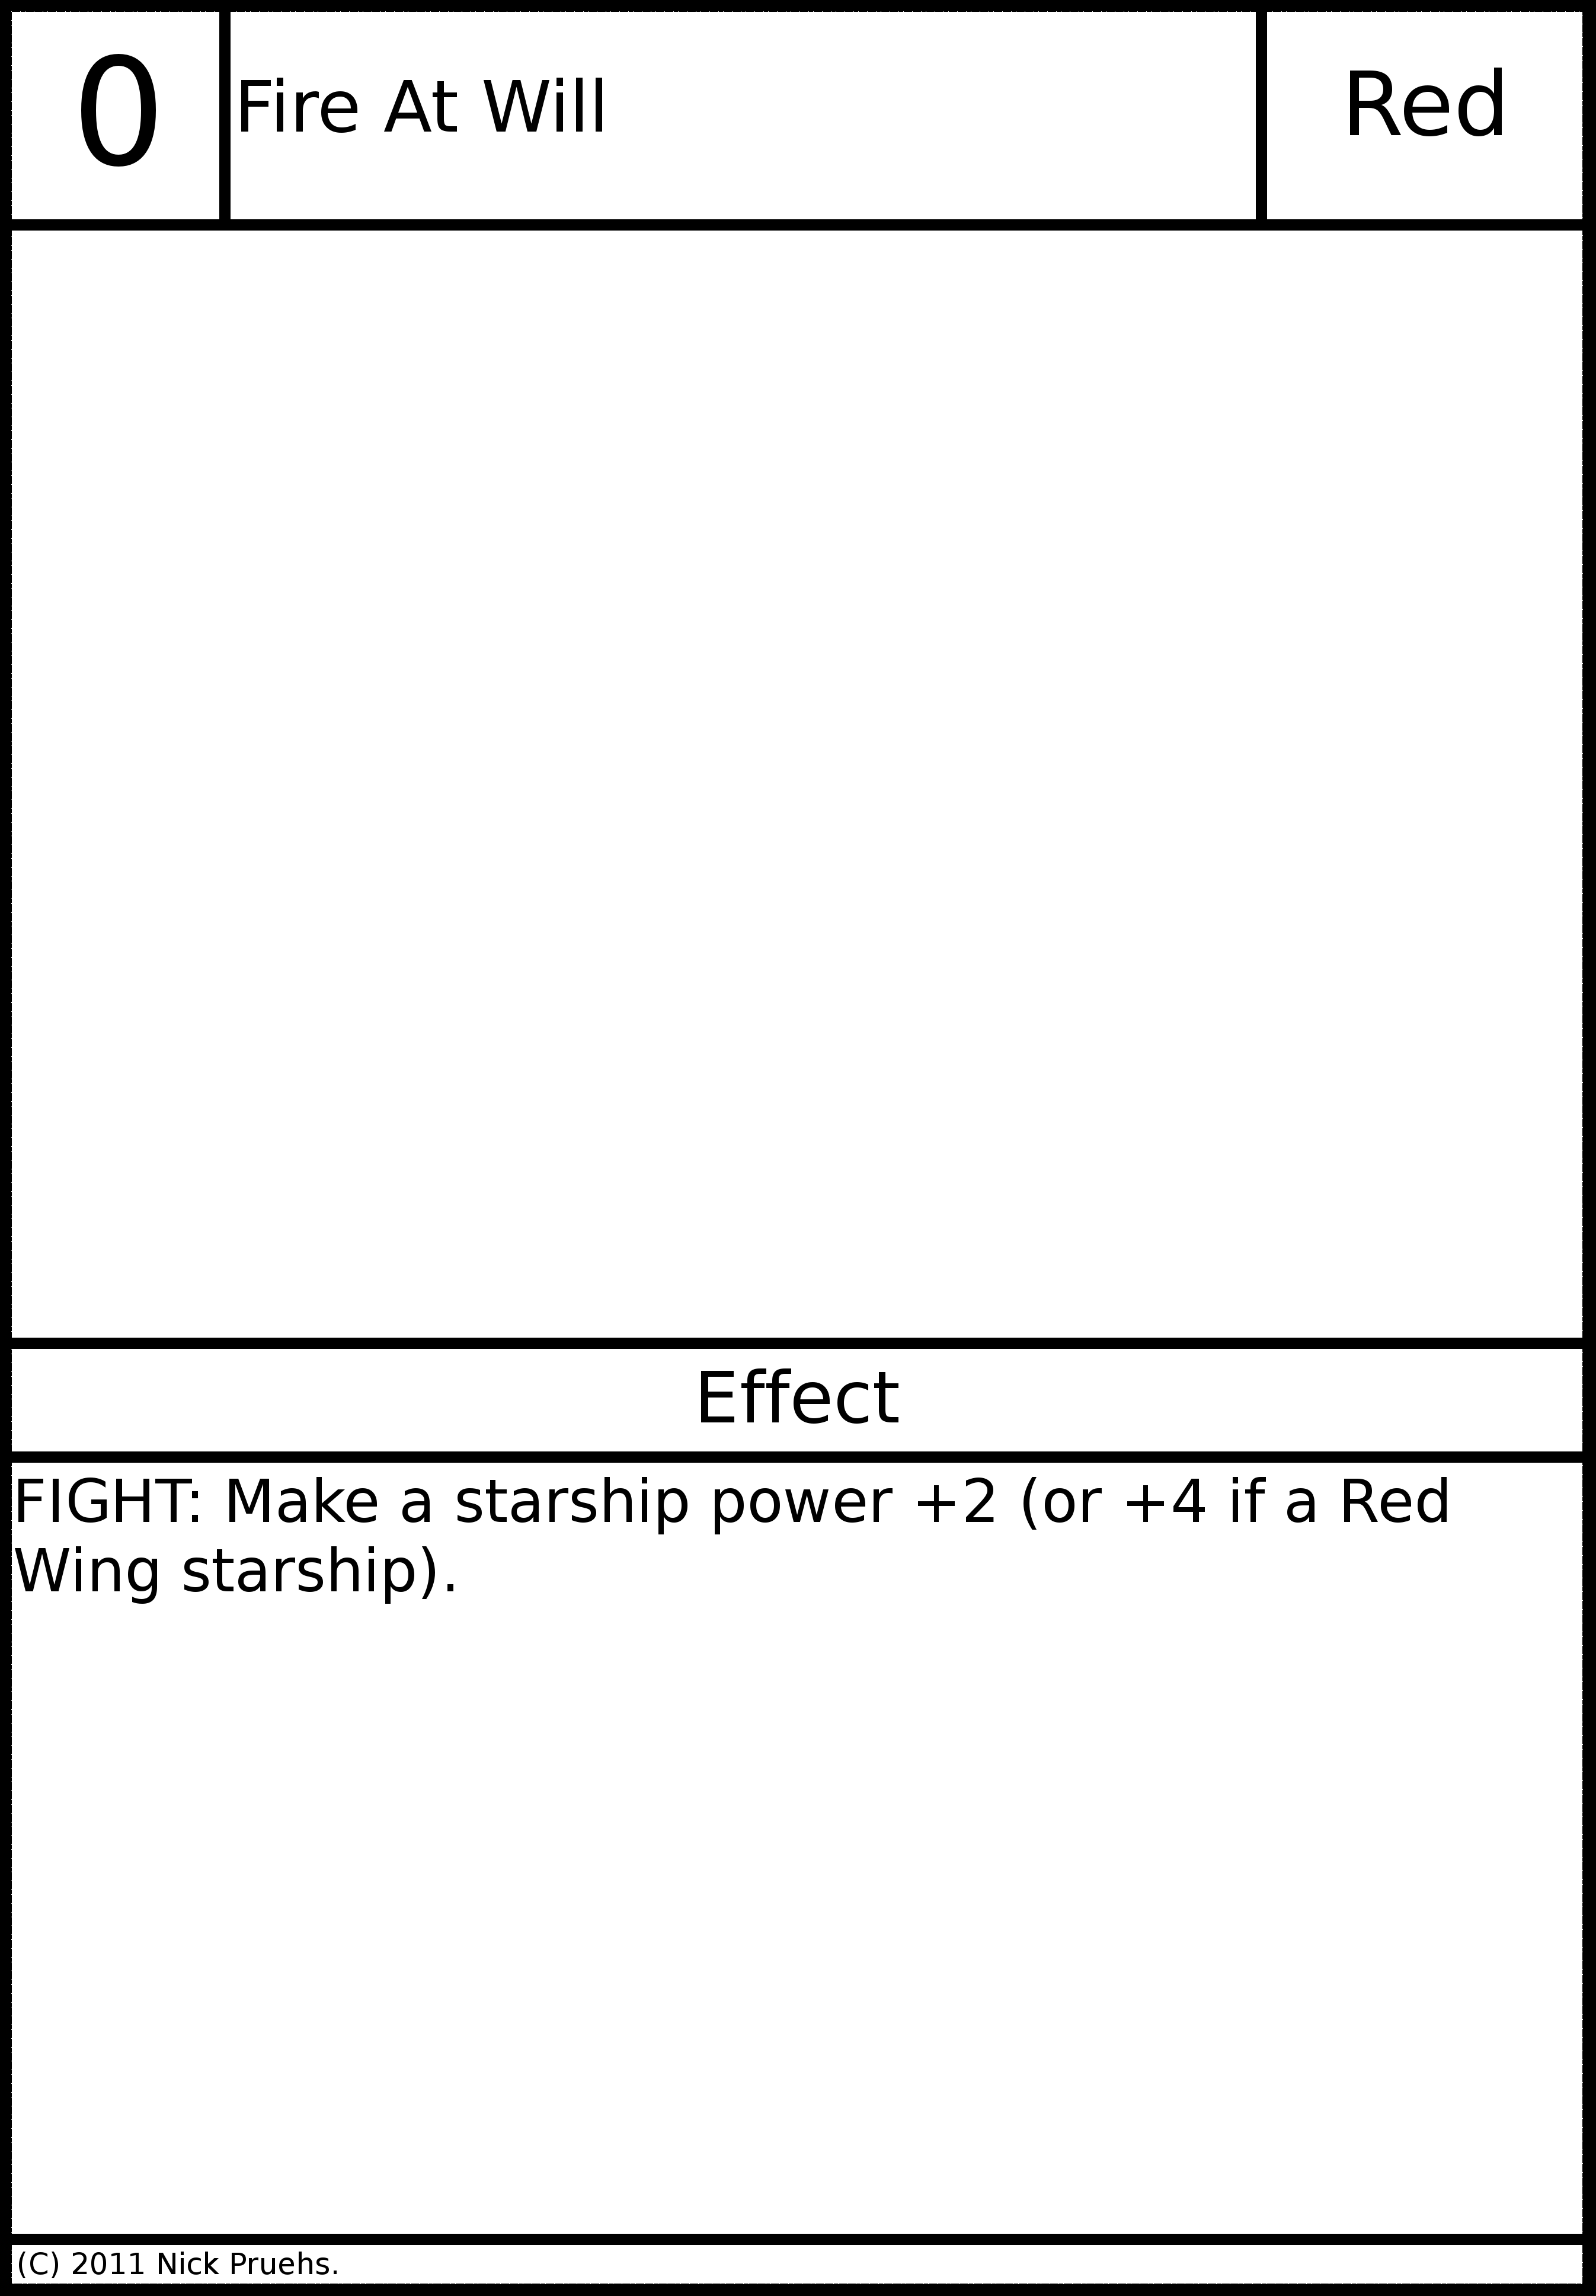 0
Fire At Will
Red
Effect
FIGHT: Make a starship power +2 (or +4 if a Red
Wing starship).
(C) 2011 Nick Pruehs.